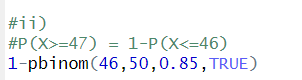 #ii)
#P(X>=47) = 1-P(X<=46)
1-pbinom(46,50,0.85,TRUE)